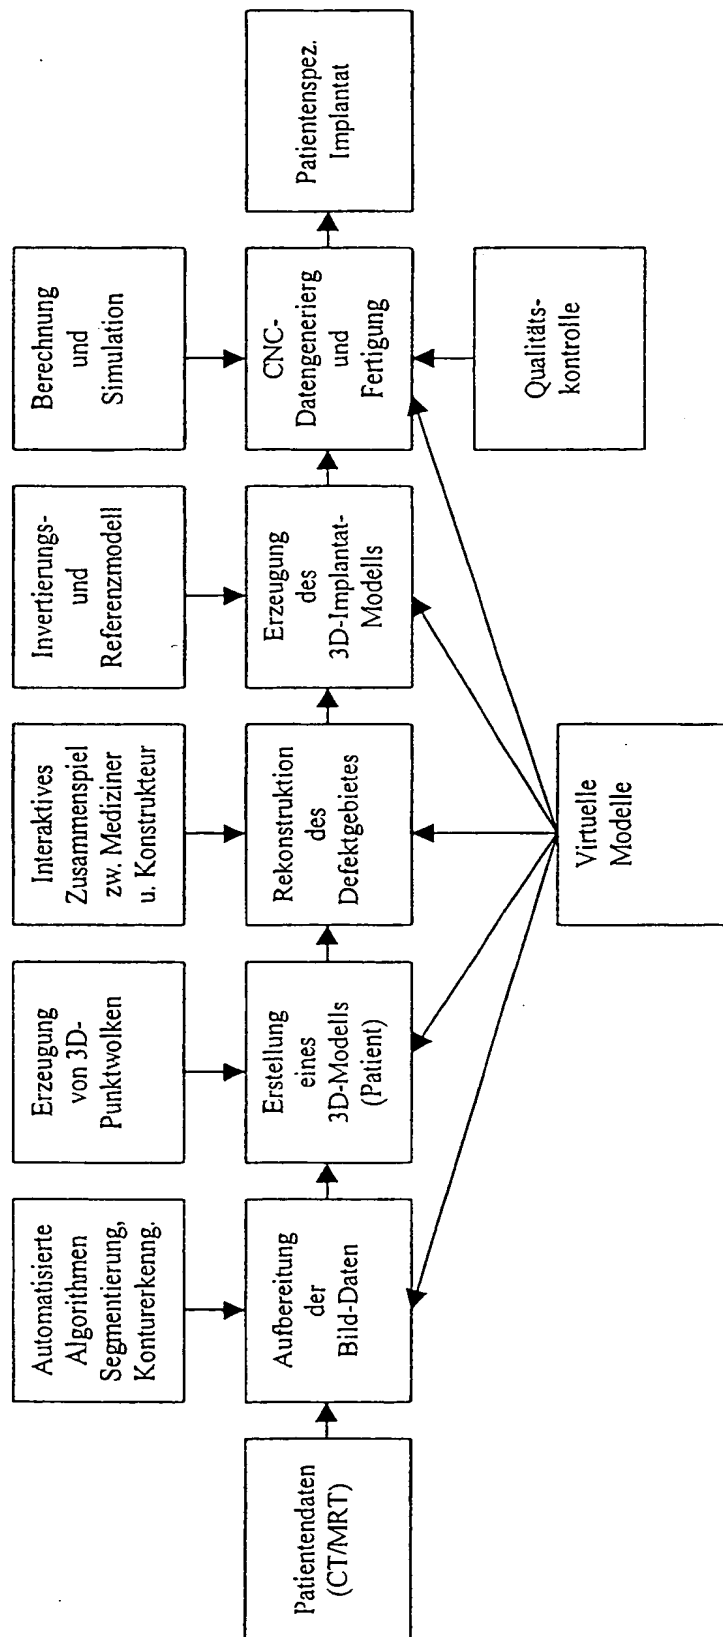 Automatisierte
Algorithmen
Segmentierung,
Konturerkenng.
Erzeugung
von 3D-
Punktwolken
Interaktives
Zusammenspiel
zw. Mediziner
u. Konstrukteur
Invertierungs-
und
Referenzmodell
Berechnung
und
Simulation
Patientendaten
(CT/MRT)
Aufbereitung
der
Bild-Daten
Erstellung
eines
3D-Modells
(Patient)
Rekonstruktion
des
Defektgebietes
Erzeugung
des
3D-Implantat-
Modells
CNC-
Datengenerierg
und
Fertigung
Patientenspez.
Implantat
Virtuelle
Modelle
Qualitäts-
kontrolle